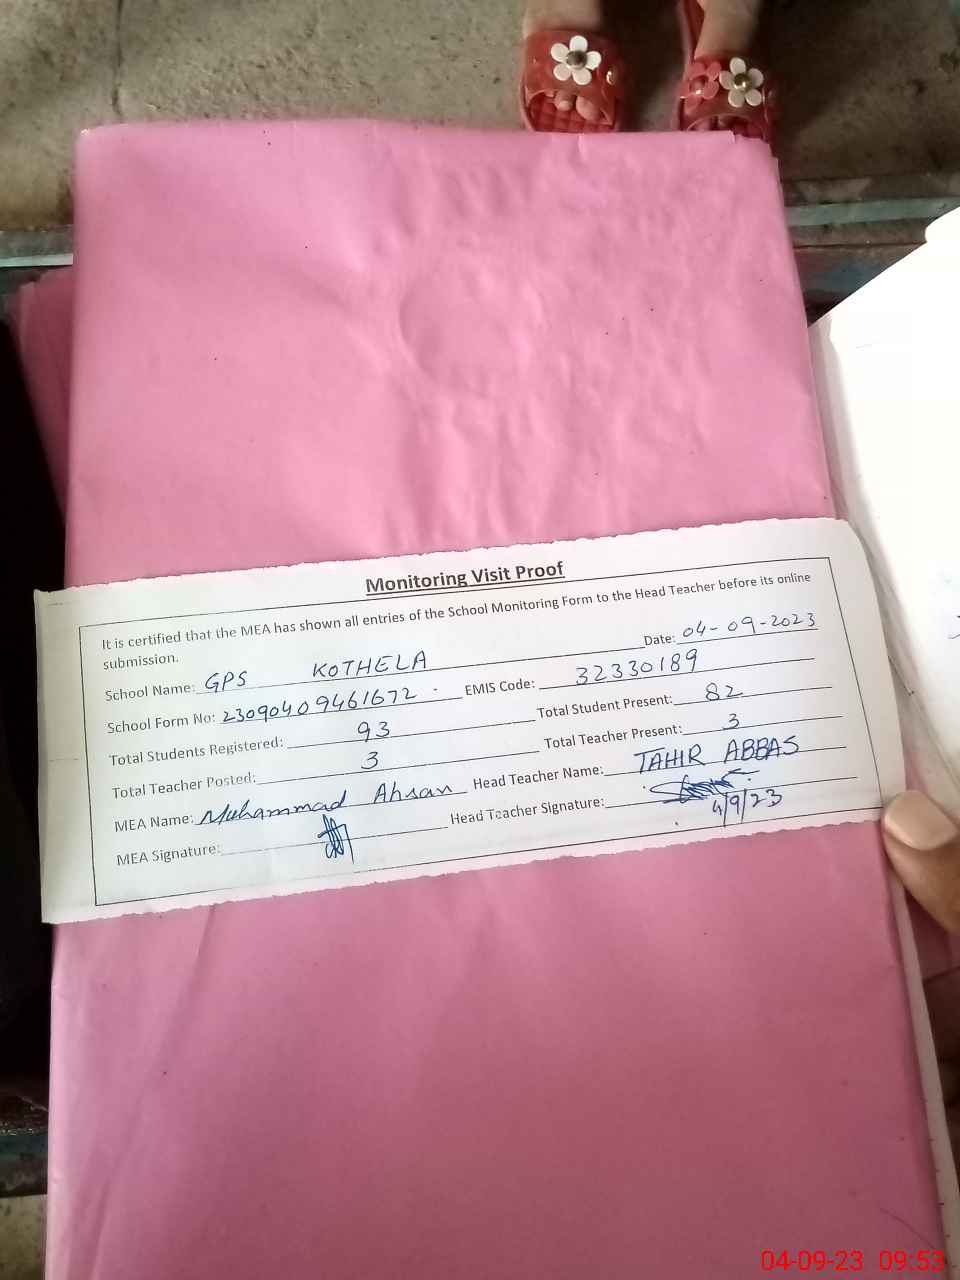 Monitoring Visit Proof
It is certified that the MEA has shown all entries of the School Monitoring Form to the Head Teacher before its online
submission.
Date: 04-09-2023
School Name: GPS KOTHELA
School Form No: 23090409461672. EMIS Code: 32330189
Total Students Registered: 93 Total Student Present: 82
Total Teacher Posted: 3 Total Teacher Present: 3
MEA Name: Muhammad Ahsan Head Teacher Name: TAHIR ABBAS
MEA Signature: Head Teacher Signature:
4/9/23
04-09-23 09:53